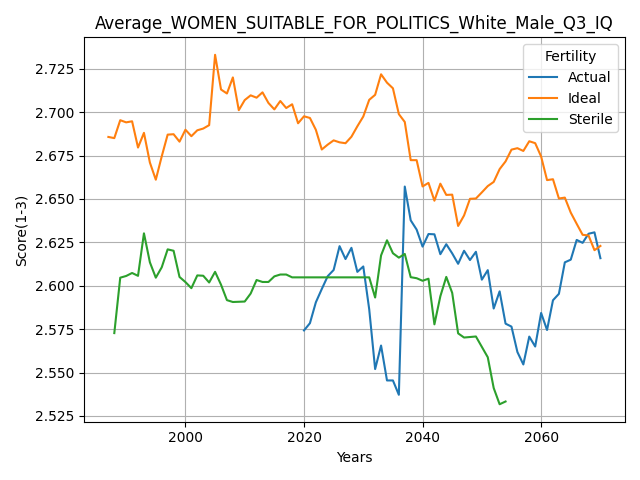 Average_WOMEN_SUITABLE_FOR_POLITICS_White_Male_Q3_IQ
Fertility
Actual
Ideal
Sterile
Score(1-3)
2.725
2.700
2.675
2.650
2.625
2.600
2.575
2.550
2.525
2000
2020
2040
2060
Years